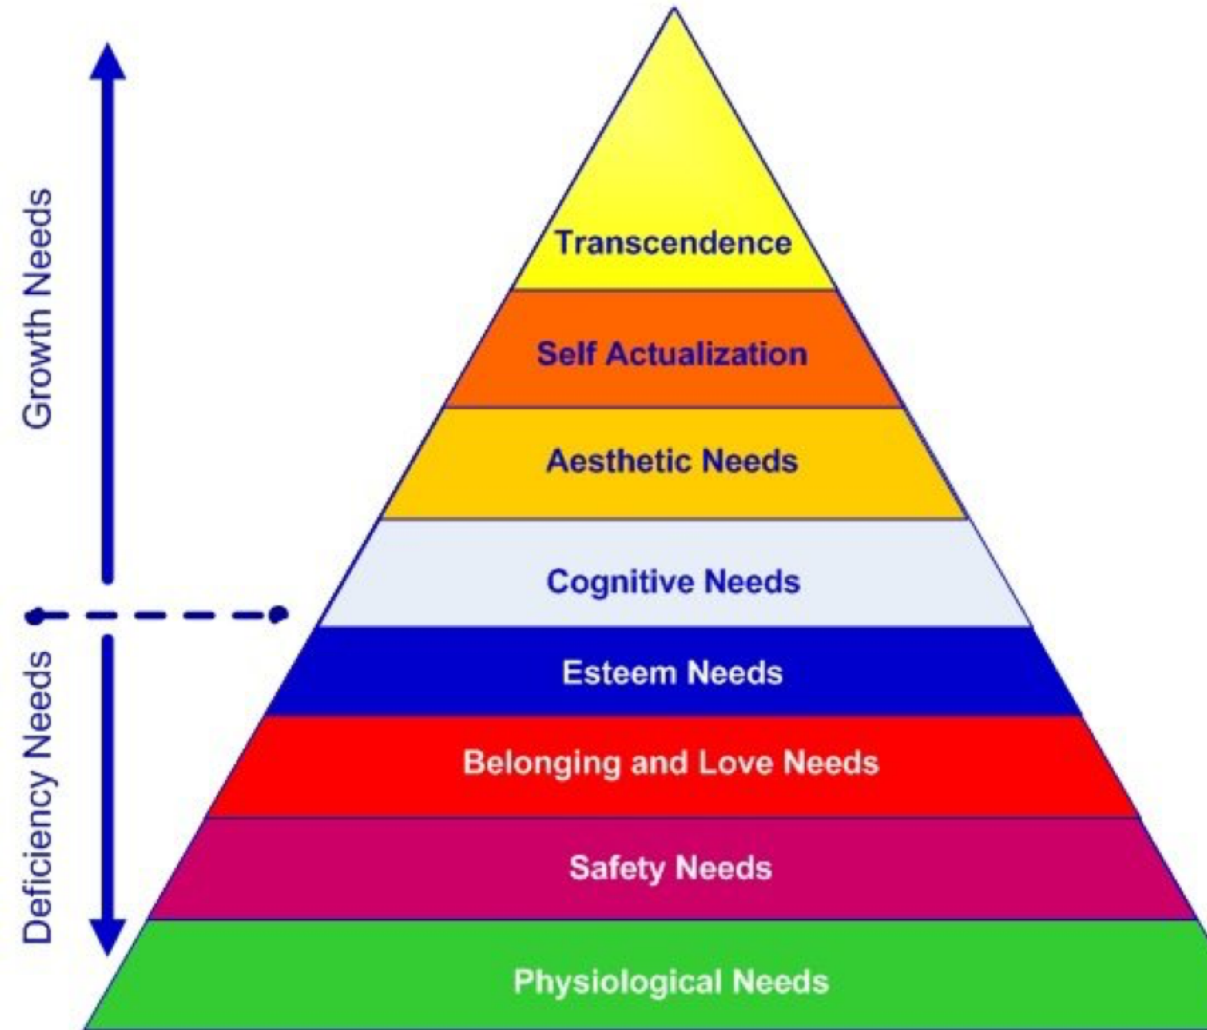 Growth Needs
Deficiency Needs
Transcendence
Self Actualization
Aesthetic Needs
Cognitive Needs
Esteem Needs
Belonging and Love Needs
Safety Needs
Physiological Needs